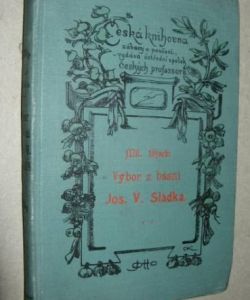 Česká knihovna
zábavy a poučení.
vydává ústřední spolek
českých professorů
Výbor z básní
Jos. V. Sládka.
OTTO